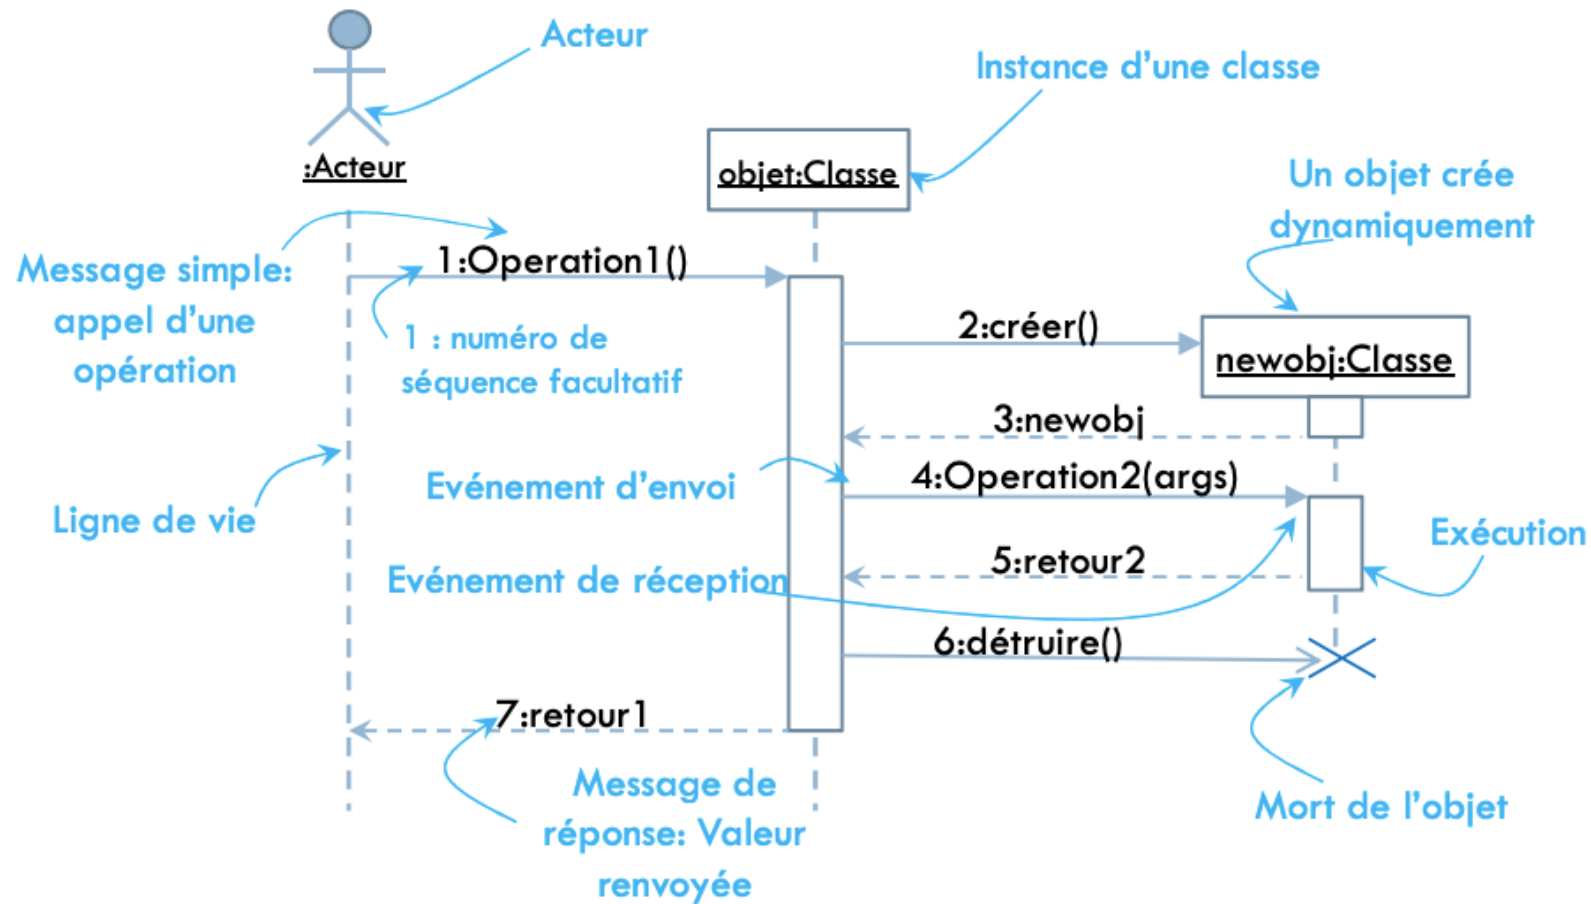 Acteur
Instance d'une classe
:Acteur
objet:Classe
Un objet crée
dynamiquement
Message simple:
appel d'une
opération
1:Operation1()
1 : numéro de
séquence facultatif
2:créer()
newobj:Classe
3:newobj
Evénement d'envoi
4:Operation2(args)
Ligne de vie
Exécution
Evénement de réception
5:retour2
6:détruire()
7:retour1
Message de
réponse: Valeur
renvoyée
Mort de l'objet